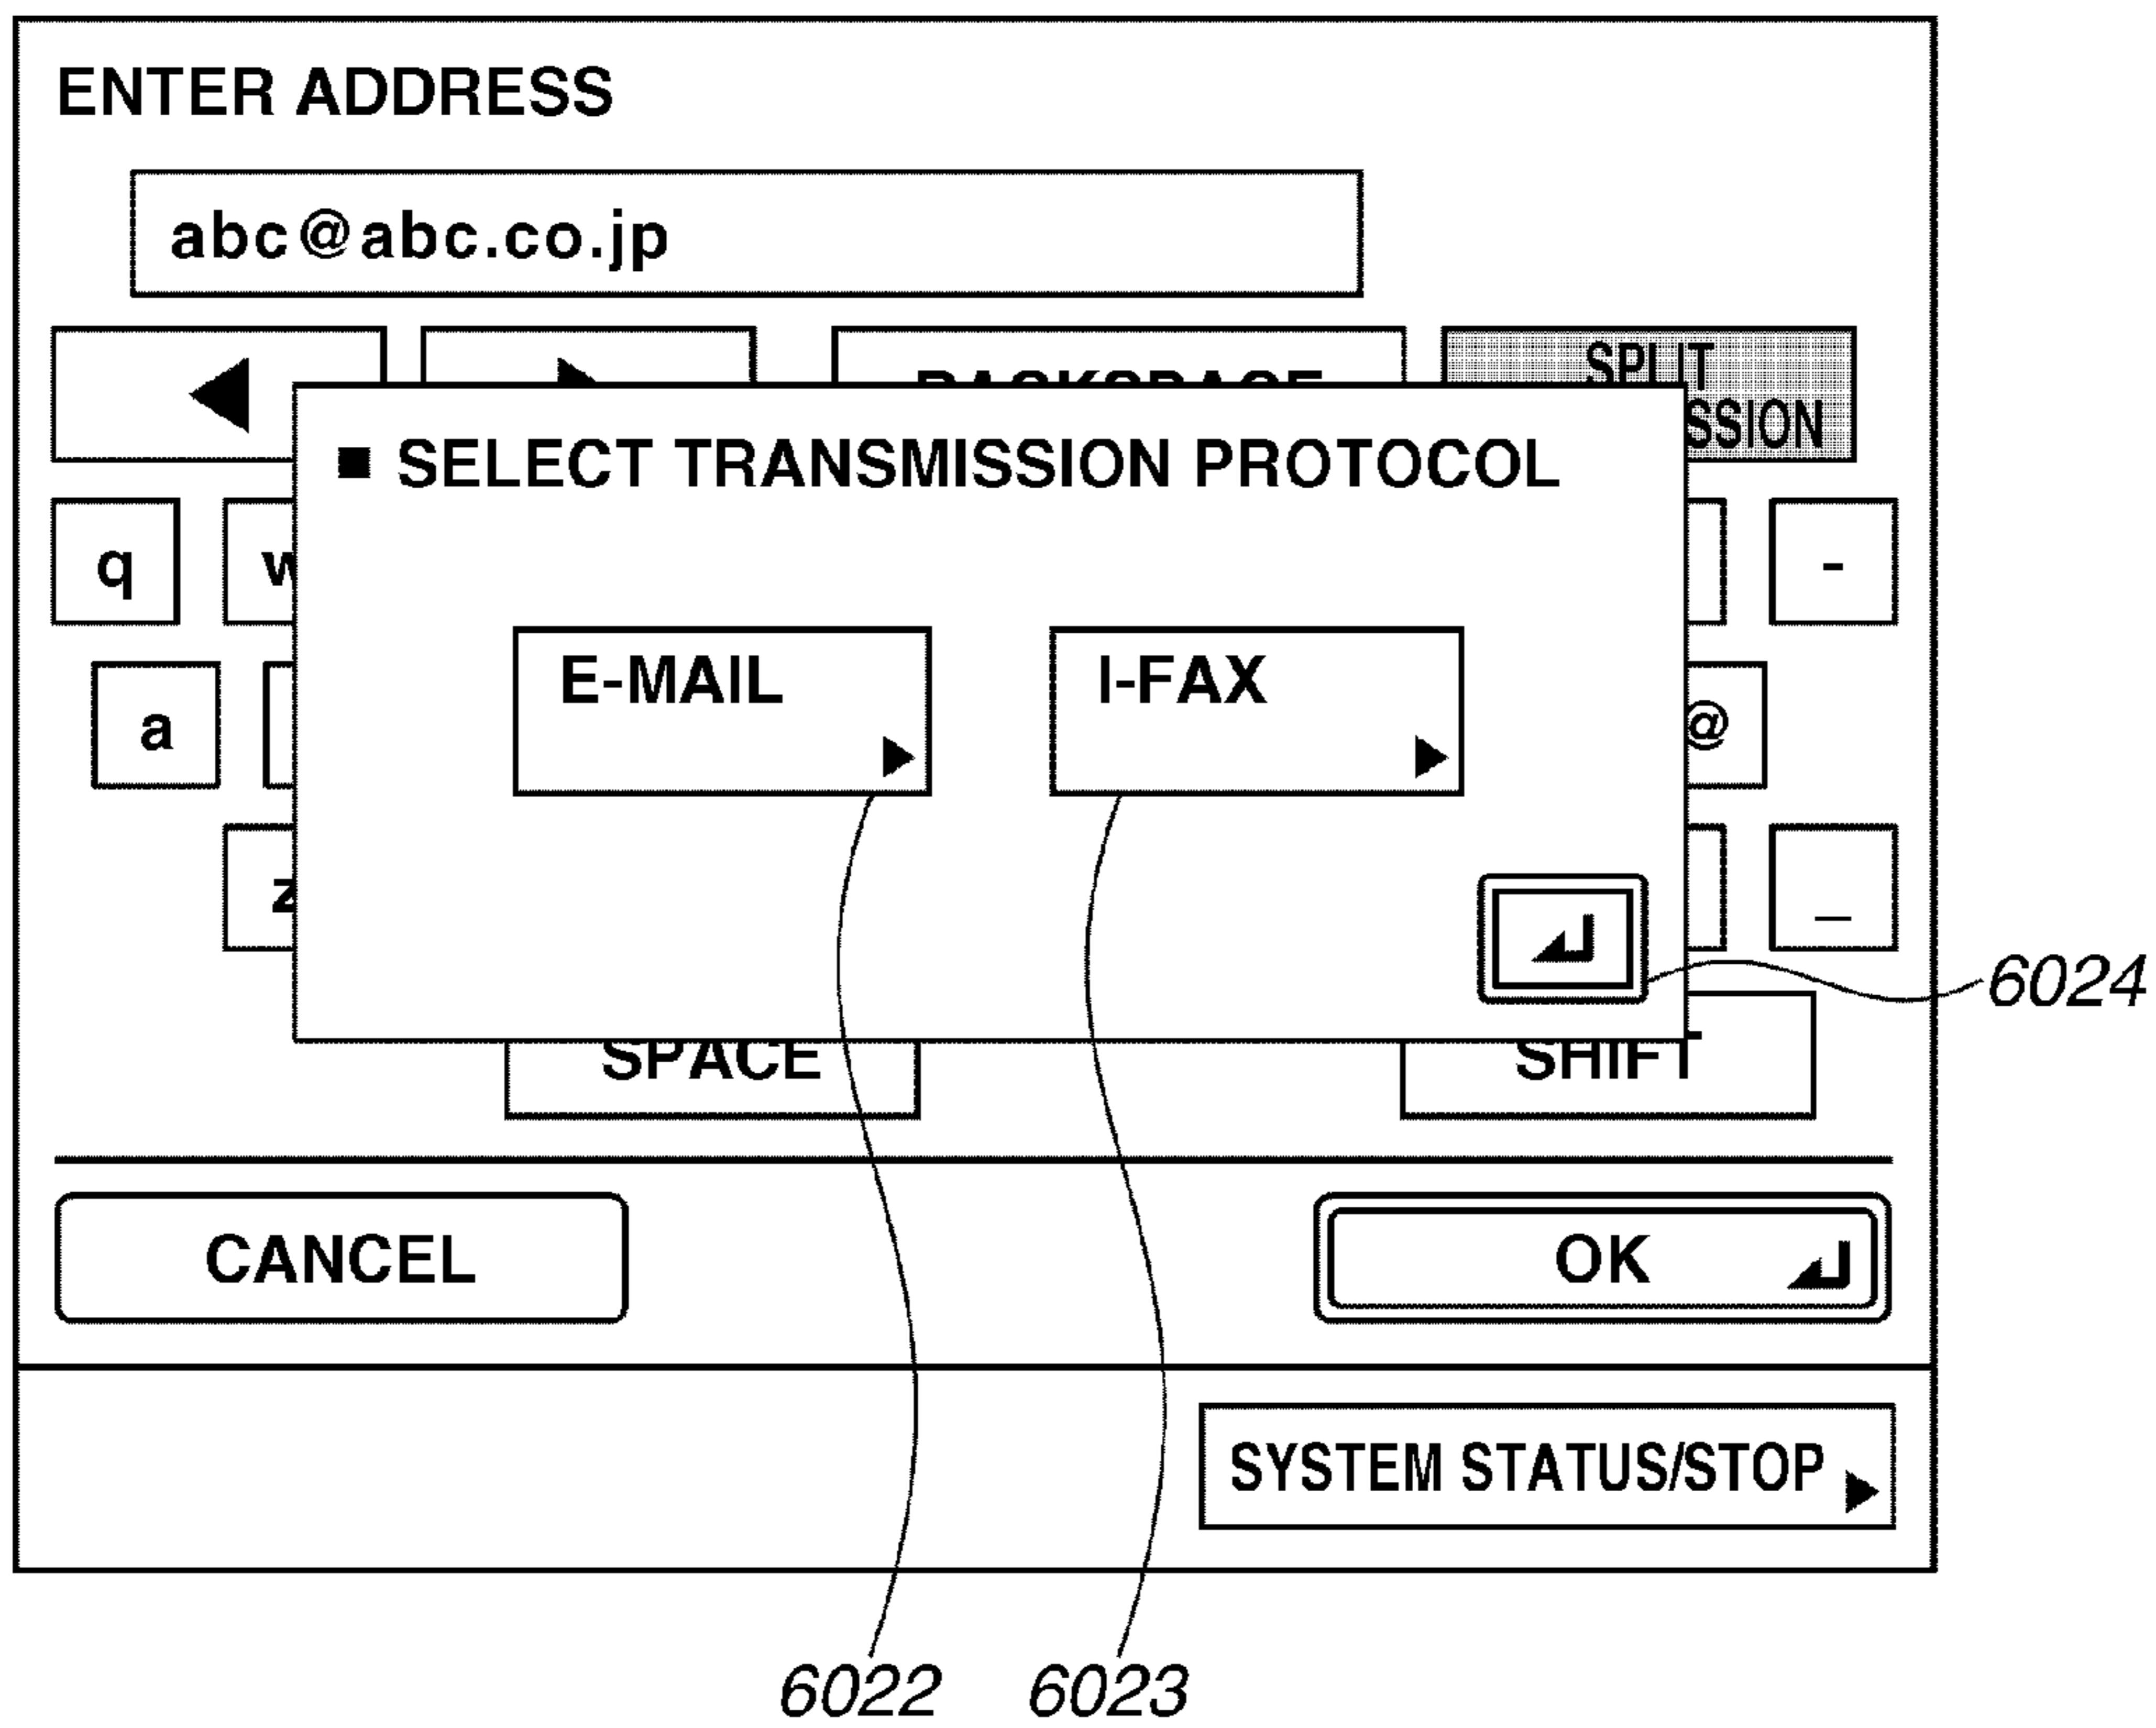 ENTER ADDRESS
abc@abc.co.jp
SPLIT
SELECT TRANSMISSION PROTOCOL
q
-
E-MAIL
I-FAX
a
@
z
_
6024
SPACE
SHIFT
CANCEL
OK
SYSTEM STATUS/STOP
6022
6023